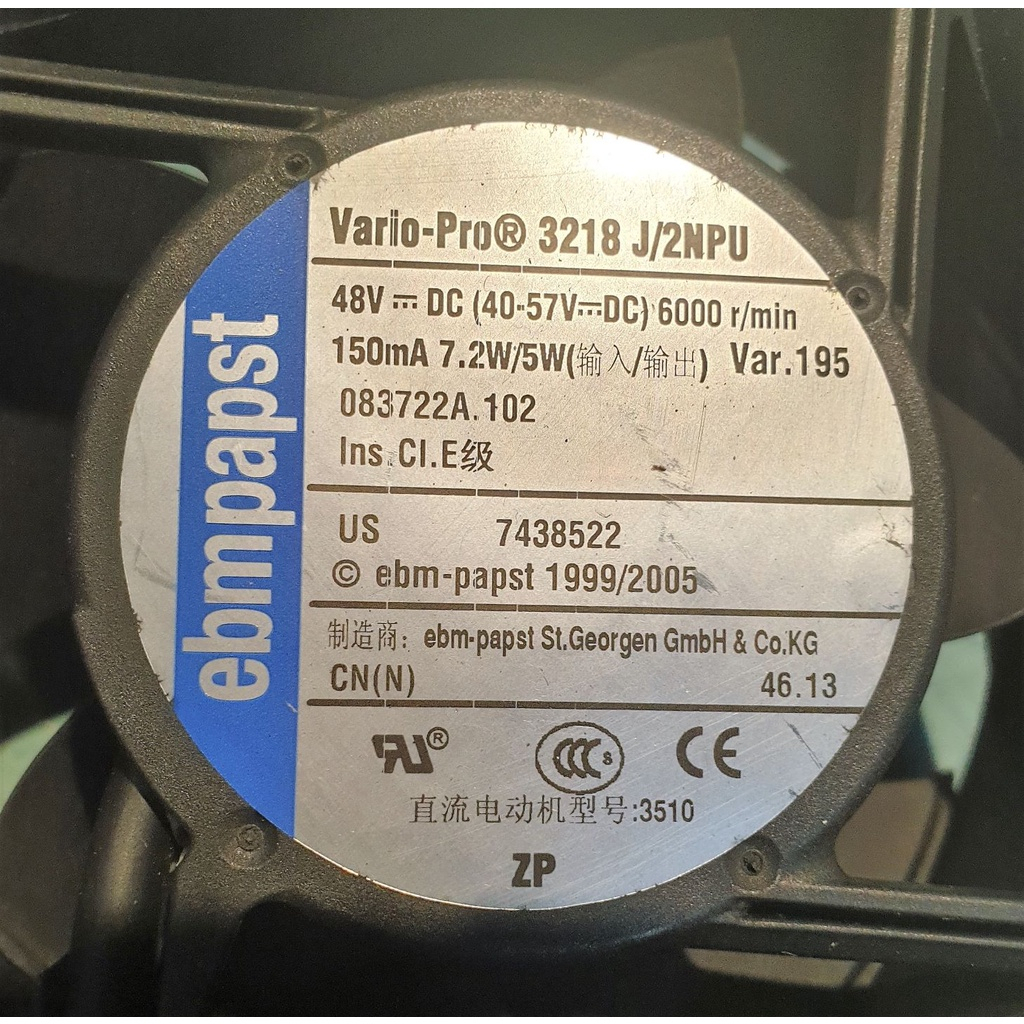 ebmpapst
Vario-Pro® 3218 J/2NPU
48V ⎓ DC (40-57V⎓DC) 6000 r/min
150mA 7.2W/5W(输入/输出) Var.195
083722A.102
Ins.Cl.E级
US 7438522
© ebm-papst 1999/2005
制造商: ebm-papst St.Georgen GmbH & Co.KG
CN(N) 46.13
RU® CCC S CE
直流电动机型号:3510
ZP